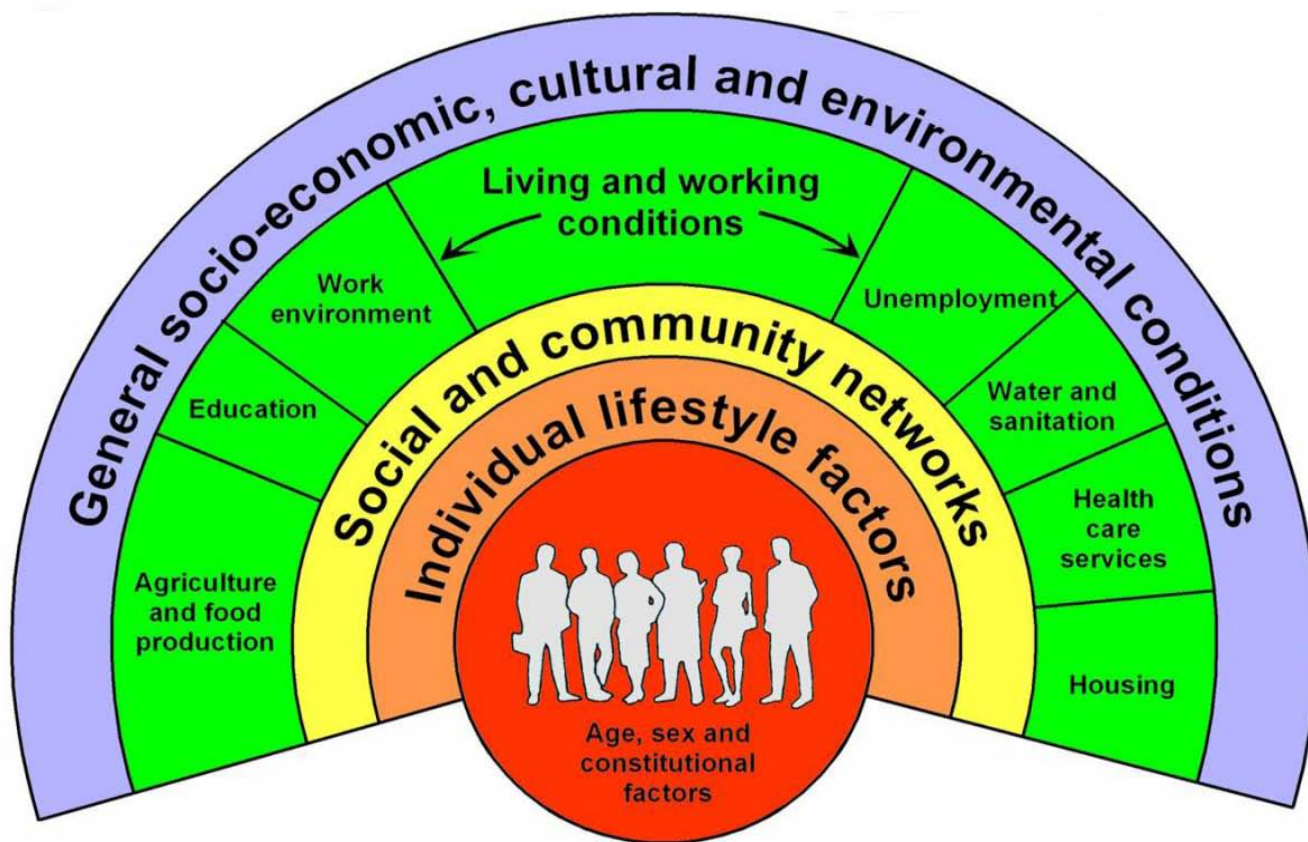 General socio-economic, cultural and environmental conditions
Living and working
conditions
Work
environment
Unemployment
Education
Water and
sanitation
Agriculture
and food
production
Health
care
services
Housing
Social and community networks
Individual lifestyle factors
Age, sex and
constitutional
factors